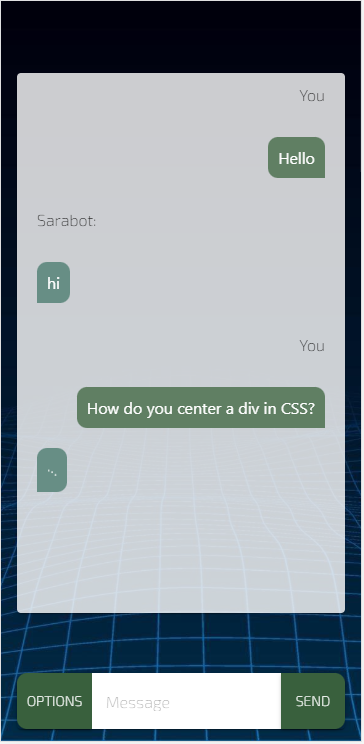 You
Hello
Sarabot:
hi
You
How do you center a div in CSS?
OPTIONS
Message
SEND